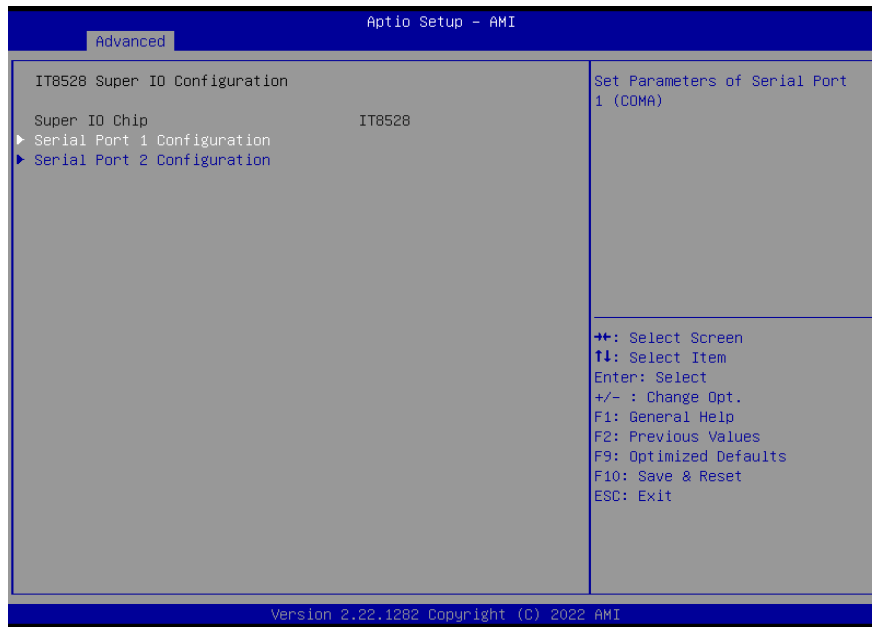 Aptio Setup – AMI
Advanced
IT8528 Super IO Configuration
Super IO Chip IT8528
Serial Port 1 Configuration
Serial Port 2 Configuration
Set Parameters of Serial Port
1 (COMA)
→←: Select Screen
↑↓: Select Item
Enter: Select
+/- : Change Opt.
F1: General Help
F2: Previous Values
F9: Optimized Defaults
F10: Save & Reset
ESC: Exit
Version 2.22.1282 Copyright (C) 2022 AMI